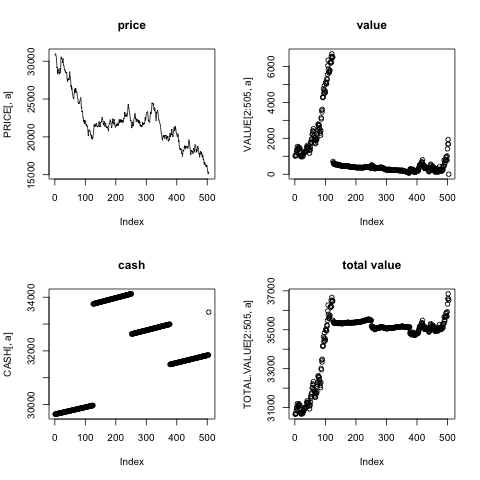 price
PRICE[, a]
15000 20000 25000 30000
0 100 200 300 400 500
Index
value
VALUE[2:505, a]
0 2000 4000 6000
0 100 200 300 400 500
Index
cash
CASH[, a]
30000 32000 34000
0 100 200 300 400 500
Index
total value
TOTAL.VALUE[2:505, a]
31000 33000 35000 37000
0 100 200 300 400 500
Index